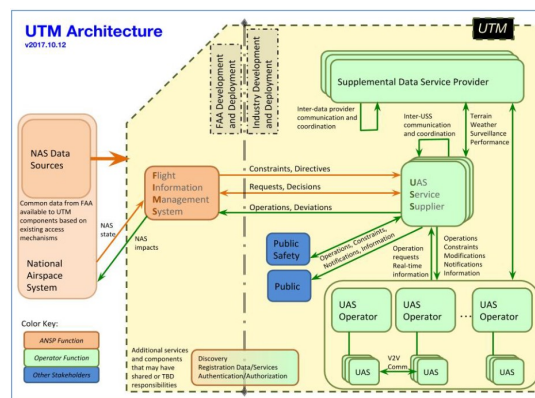 UTM Architecture
v2017.10.12
UTM
FAA Development
and Deployment
Industry Development
and Deployment
Supplemental Data Service Provider
Inter-data provider
communication and
coordination
Inter-USS
communication
and coordination
Terrain
Weather
Surveillance
Performance
NAS Data
Sources
Common data from FAA
available to UTM
components based on
existing access
mechanisms
National
Airspace
System
NAS
state
NAS
impacts
Flight
Information
Management
System
Constraints, Directives
Requests, Decisions
Operations, Deviations
UAS
Service
Supplier
Public
Safety
Public
Operations, Constraints,
Notifications, Information
Operation
requests
Real-time
information
Operations
Constraints
Modifications
Notifications
Information
UAS
Operator
UAS
Operator
...
UAS
Operator
UAS
V2V
Comm.
UAS
UAS
Color Key:
ANSP Function
Operator Function
Other Stakeholders
Additional services
and components
that may have
shared or TBD
responsibilities
Discovery
Registration Data/Services
Authentication/Authorization